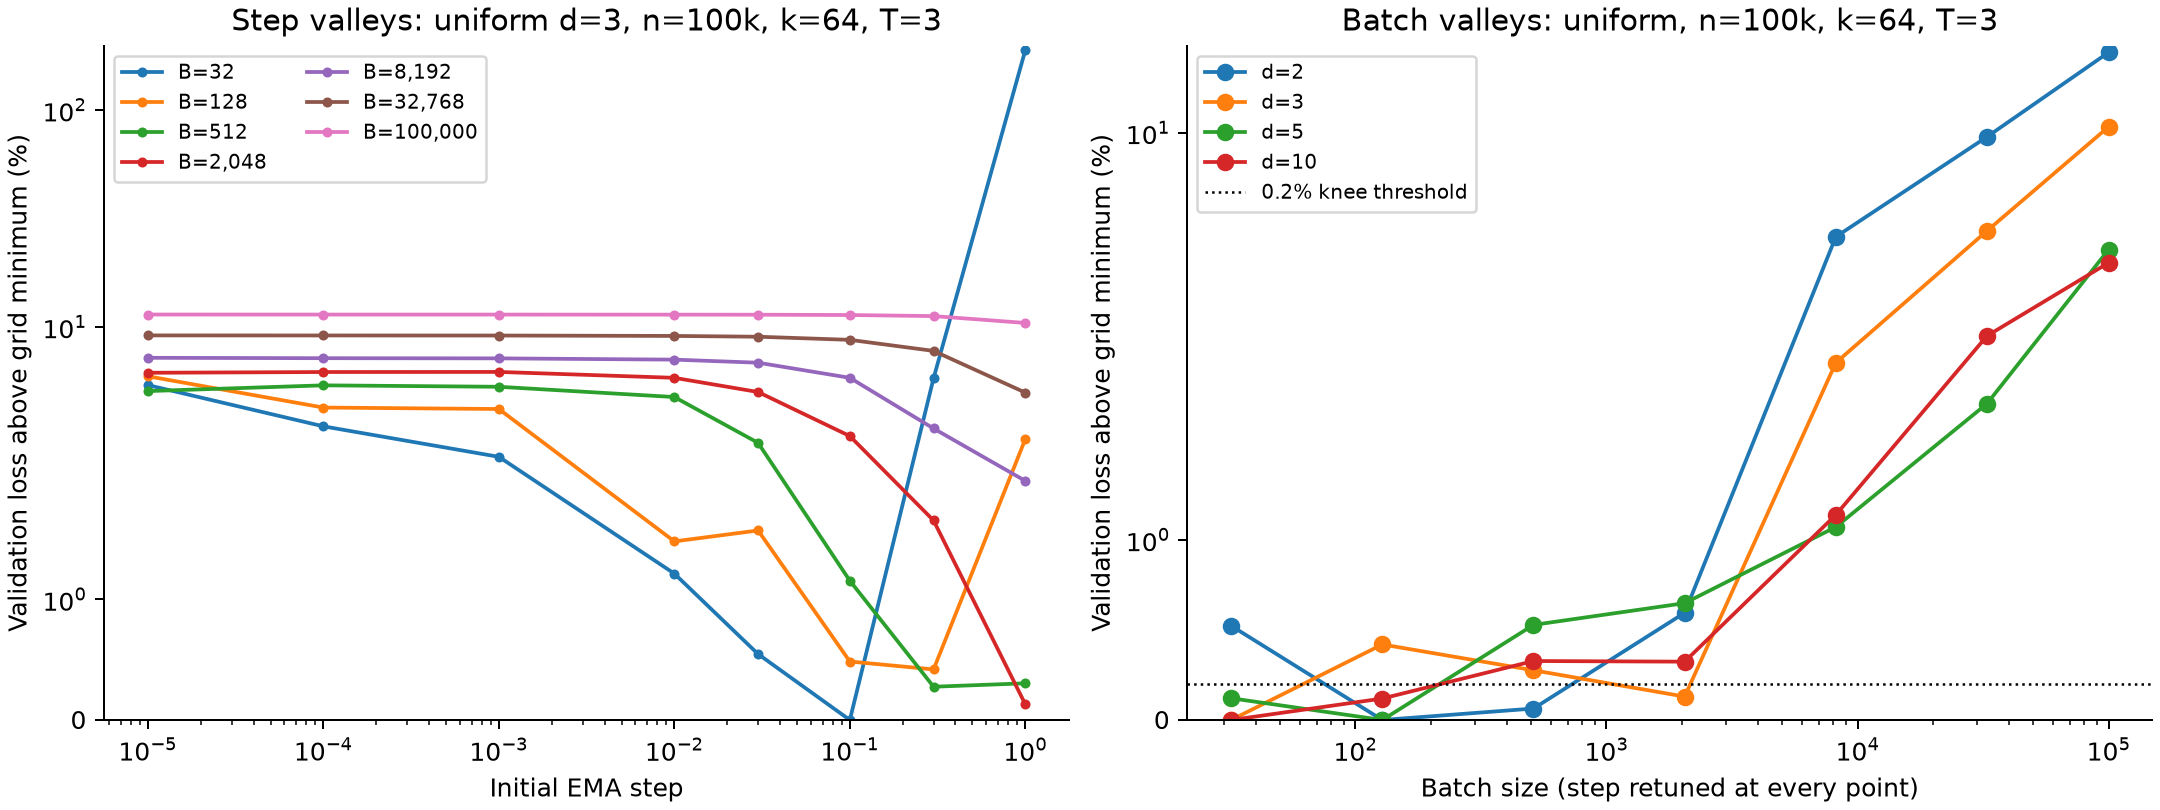 Step valleys: uniform d=3, n=100k, k=64, T=3
Validation loss above grid minimum (%)
10²
10¹
10⁰
0
B=32
B=128
B=512
B=2,048
B=8,192
B=32,768
B=100,000
10⁻⁵
10⁻⁴
10⁻³
10⁻²
10⁻¹
10⁰
Initial EMA step
Batch valleys: uniform, n=100k, k=64, T=3
Validation loss above grid minimum (%)
10¹
10⁰
0
d=2
d=3
d=5
d=10
0.2% knee threshold
10²
10³
10⁴
10⁵
Batch size (step retuned at every point)